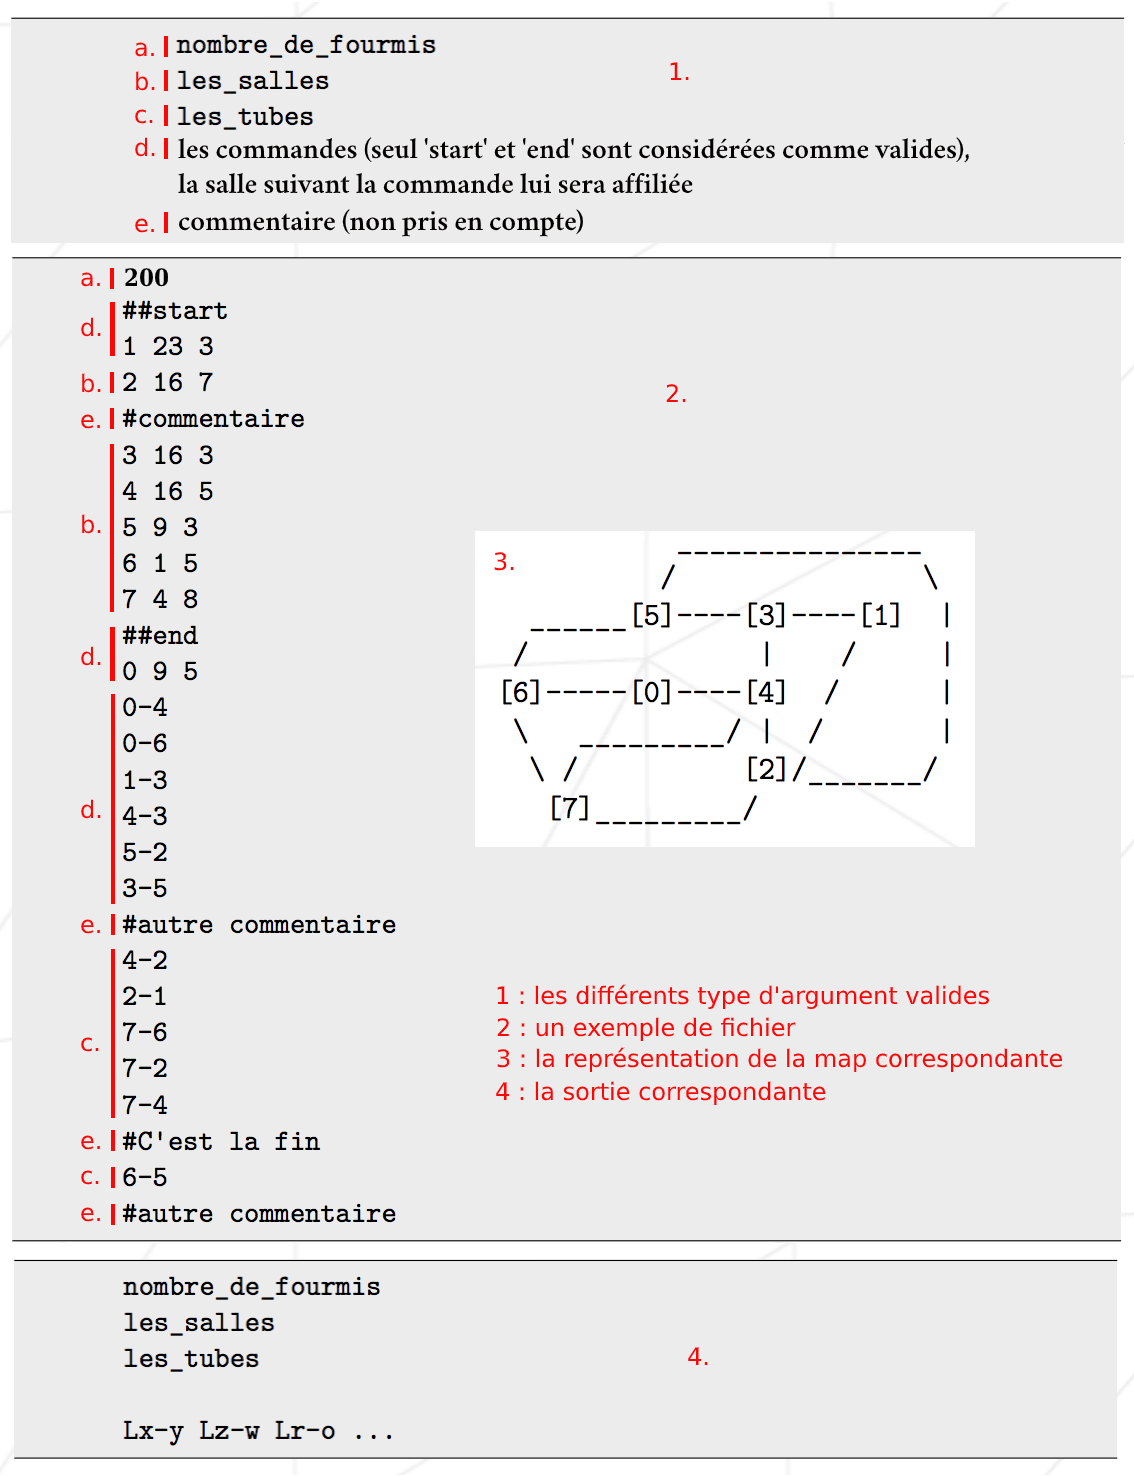 a. nombre_de_fourmis
1.
b. les_salles
c. les_tubes
d. les commandes (seul 'start' et 'end' sont considérées comme valides),
la salle suivant la commande lui sera affiliée
e. commentaire (non pris en compte)
a. 200
##start
d.
1 23 3
b. 2 16 7
2.
e. #commentaire
3 16 3
4 16 5
b. 5 9 3
6 1 5
7 4 8
##end
d.
0 9 5
0-4
0-6
1-3
d. 4-3
5-2
3-5
e. #autre commentaire
4-2
2-1
7-6
c.
7-2
7-4
e. #C'est la fin
c. 6-5
e. #autre commentaire
3.
_______________
/ \
______[5]----[3]----[1] |
/ | / |
[6]-----[0]----[4] / |
\ _________/ | / |
\ / [2]/_______/
[7]_________/
1 : les différents type d'argument valides
2 : un exemple de fichier
3 : la représentation de la map correspondante
4 : la sortie correspondante
nombre_de_fourmis
les_salles
les_tubes
4.
Lx-y Lz-w Lr-o ...